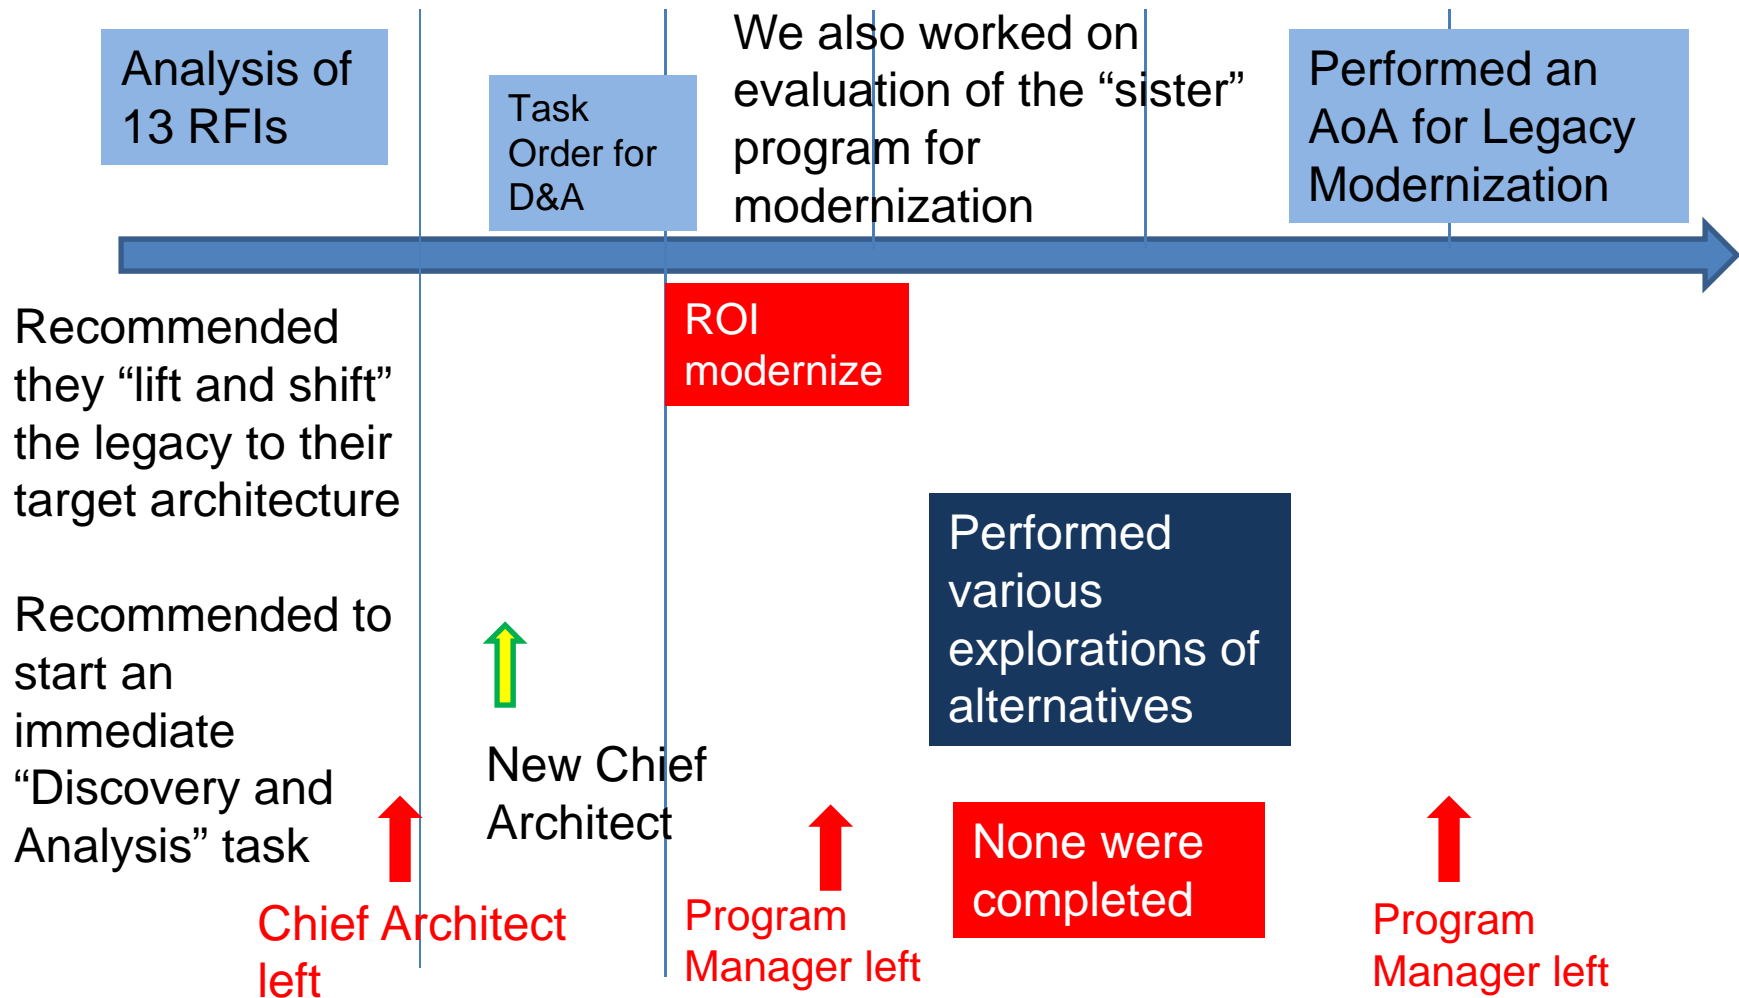 Analysis of
13 RFIs
Task
Order for
D&A
We also worked on
evaluation of the “sister”
program for
modernization
Performed an
AoA for Legacy
Modernization
Recommended
they “lift and shift”
the legacy to their
target architecture
Recommended to
start an
immediate
“Discovery and
Analysis” task
ROI
modernize
Performed
various
explorations of
alternatives
New Chief
Architect
None were
completed
Chief Architect
left
Program
Manager left
Program
Manager left